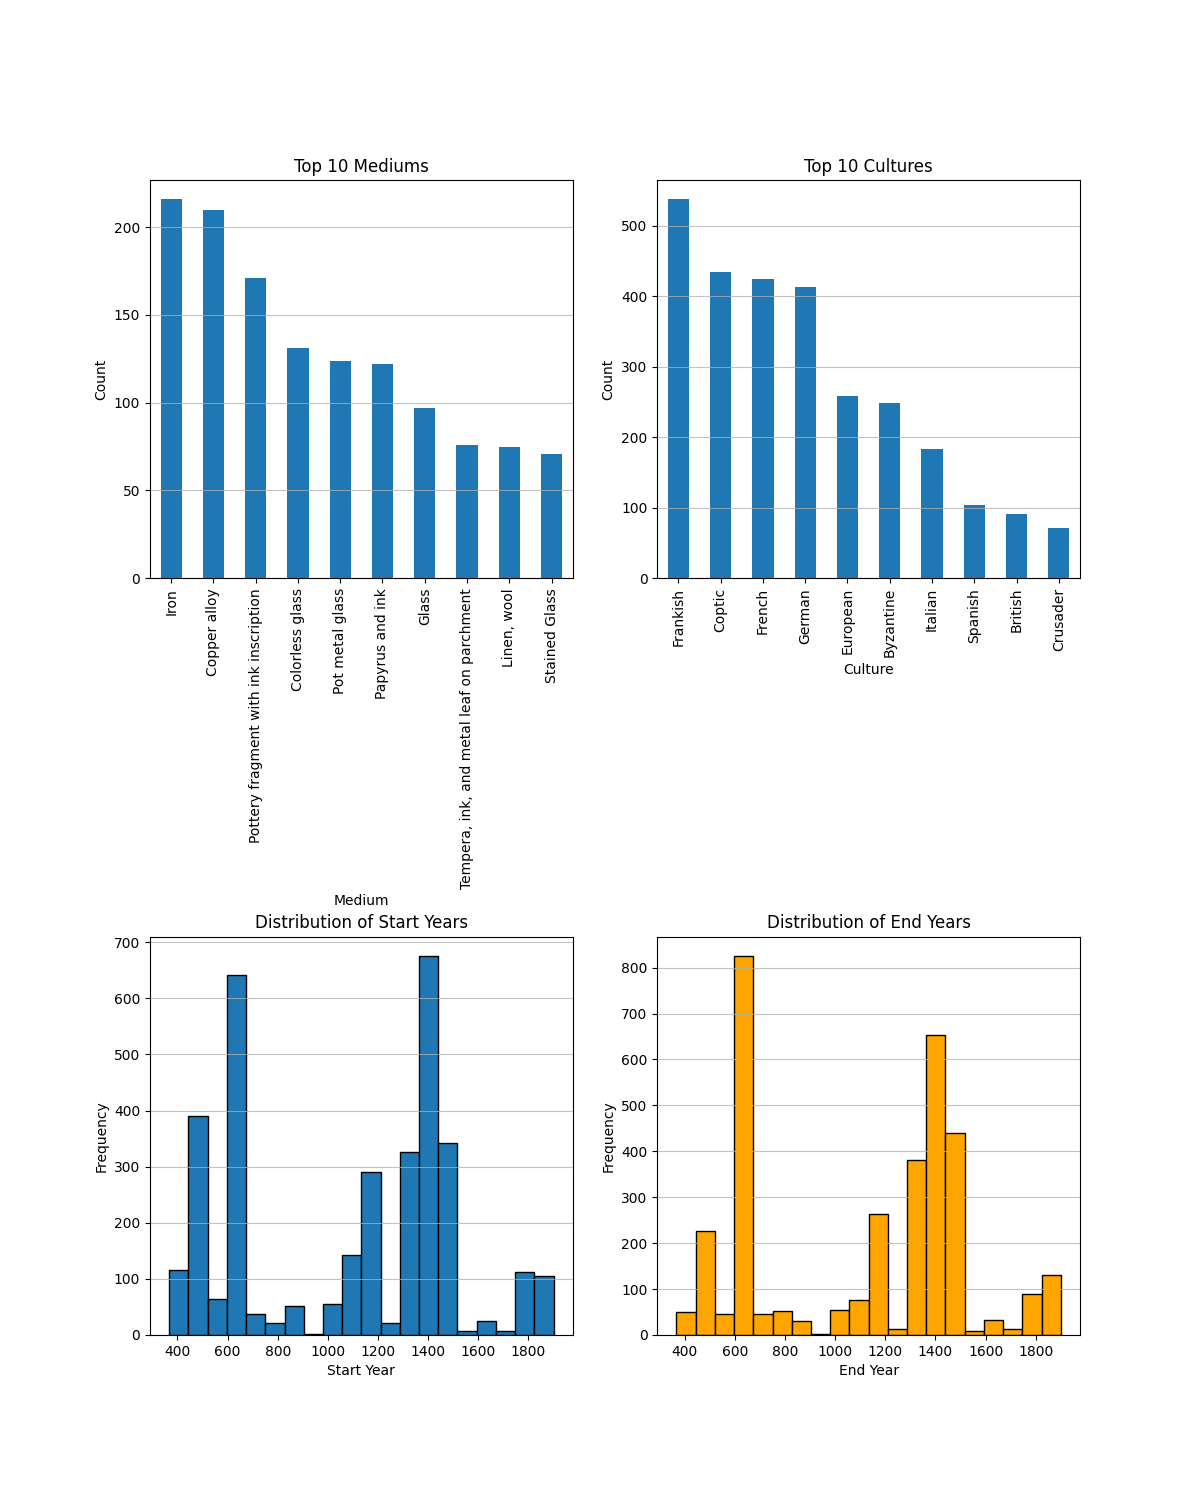 Top 10 Mediums
Count
200
150
100
50
0
Iron
Copper alloy
Pottery fragment with ink inscription
Colorless glass
Pot metal glass
Papyrus and ink
Glass
Tempera, ink, and metal leaf on parchment
Linen, wool
Stained Glass
Medium
Top 10 Cultures
Count
500
400
300
200
100
0
Frankish
Coptic
French
German
European
Byzantine
Italian
Spanish
British
Crusader
Culture
Distribution of Start Years
Frequency
700
600
500
400
300
200
100
0
400 600 800 1000 1200 1400 1600 1800
Start Year
Distribution of End Years
Frequency
800
700
600
500
400
300
200
100
0
400 600 800 1000 1200 1400 1600 1800
End Year